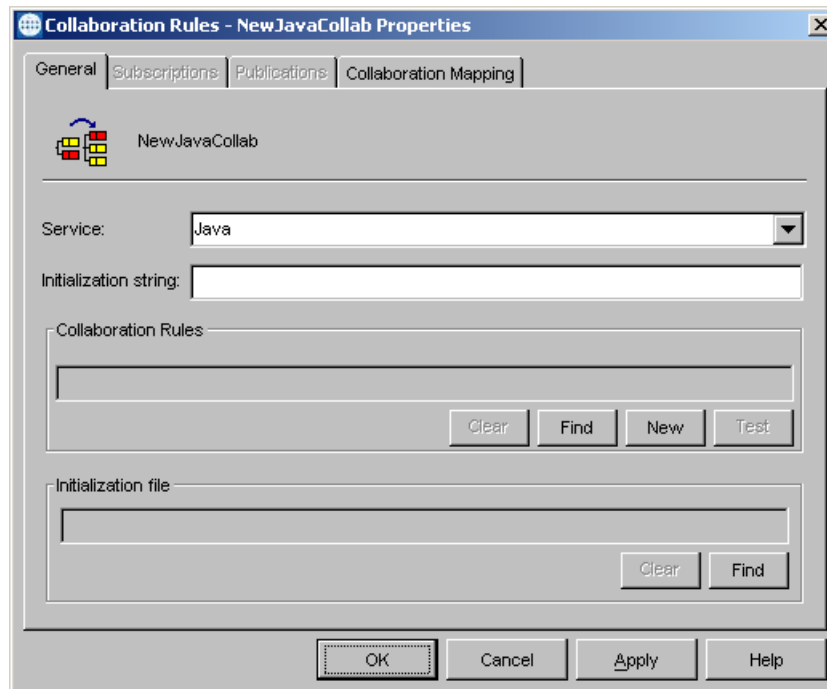 Collaboration Rules - NewJavaCollab Properties
General Subscriptions Publications Collaboration Mapping
NewJavaCollab
Service: Java
Initialization string:
Collaboration Rules
Clear Find New Test
Initialization file
Clear Find
OK Cancel Apply Help